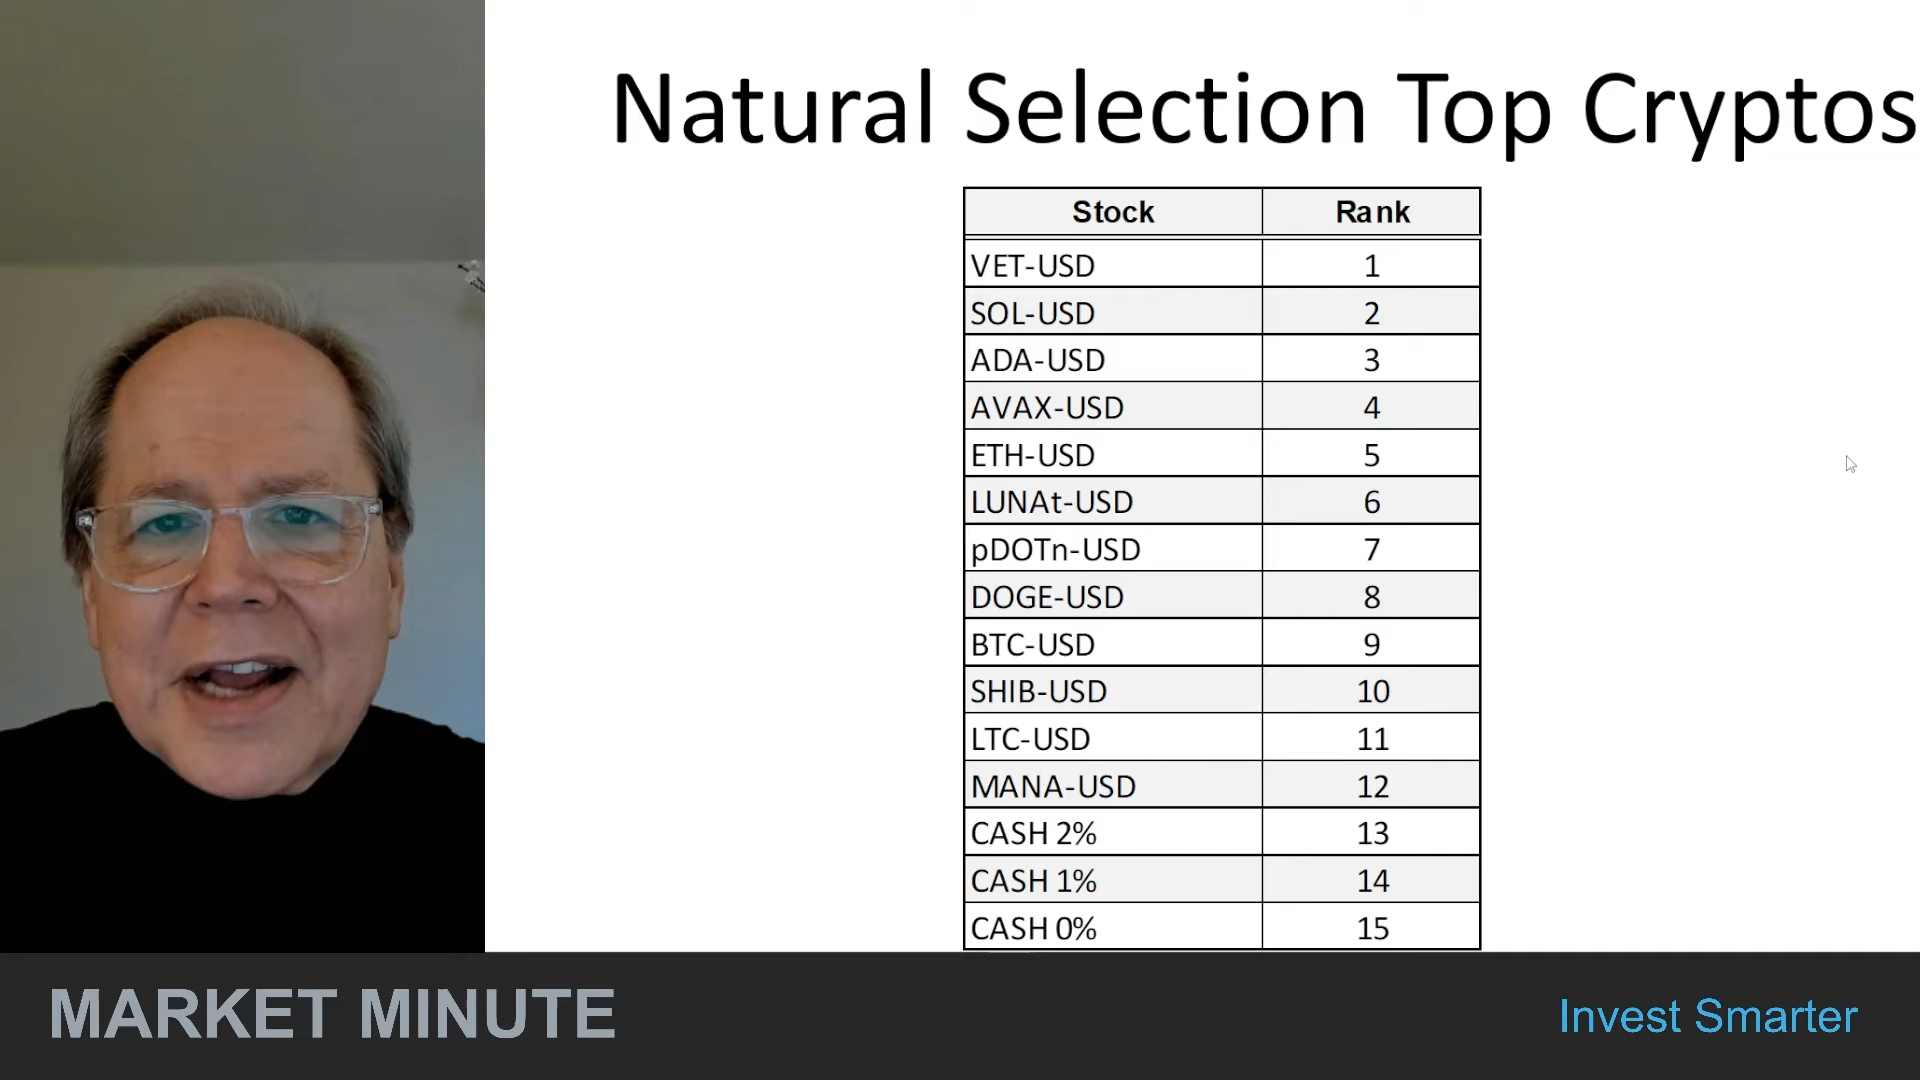 Natural Selection Top Cryptos
Stock Rank
VET-USD 1
SOL-USD 2
ADA-USD 3
AVAX-USD 4
ETH-USD 5
LUNAt-USD 6
pDOTn-USD 7
DOGE-USD 8
BTC-USD 9
SHIB-USD 10
LTC-USD 11
MANA-USD 12
CASH 2% 13
CASH 1% 14
CASH 0% 15
MARKET MINUTE
Invest Smarter